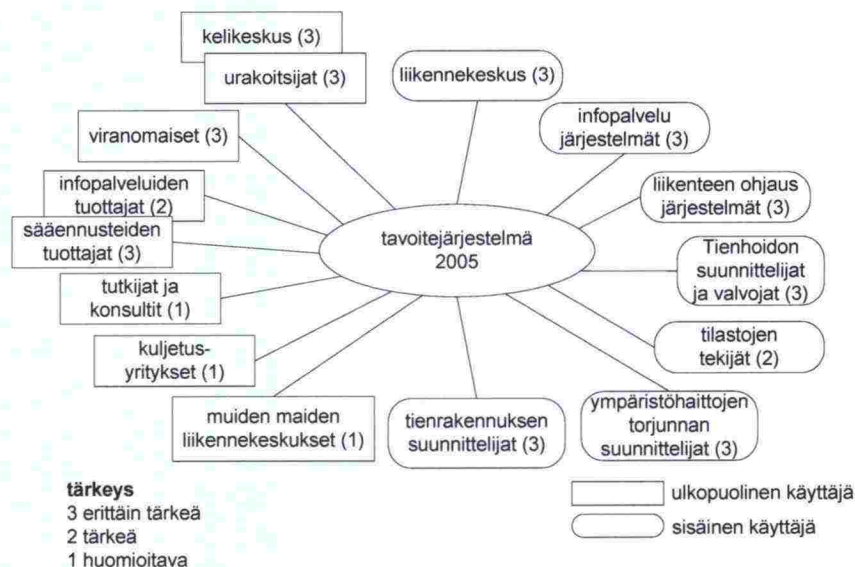 kelikeskus (3)
urakoitsijat (3)
liikennekeskus (3)
viranomaiset (3)
infopalvelu
järjestelmät (3)
infopalveluiden
tuottajat (2)
liikenteen ohjaus
järjestelmät (3)
sääennusteiden
tuottajat (3)
tavoitejärjestelmä
2005
Tienhoidon
suunnittelijat
ja valvojat (3)
tutkijat ja
konsultit (1)
tilastojen
tekijät (2)
kuljetus-
yritykset (1)
muiden maiden
liikennekeskukset (1)
tienrakennuksen
suunnittelijat (3)
ympäristöhaittojen
torjunnan
suunnittelijat (3)
tärkeys
3 erittäin tärkeä
2 tärkeä
1 huomioitava
ulkopuolinen käyttäjä
sisäinen käyttäjä